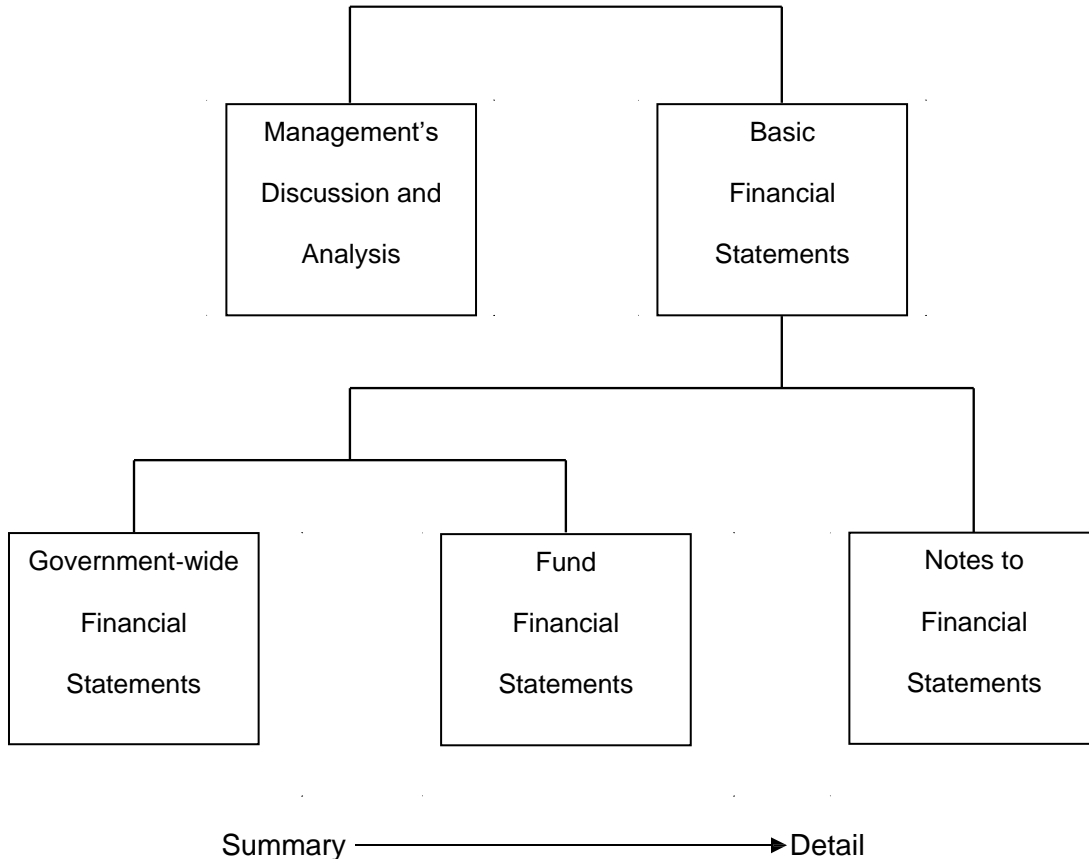 Management’s
Discussion and
Analysis
Basic
Financial
Statements
Government-wide
Financial
Statements
Fund
Financial
Statements
Notes to
Financial
Statements
Summary
Detail